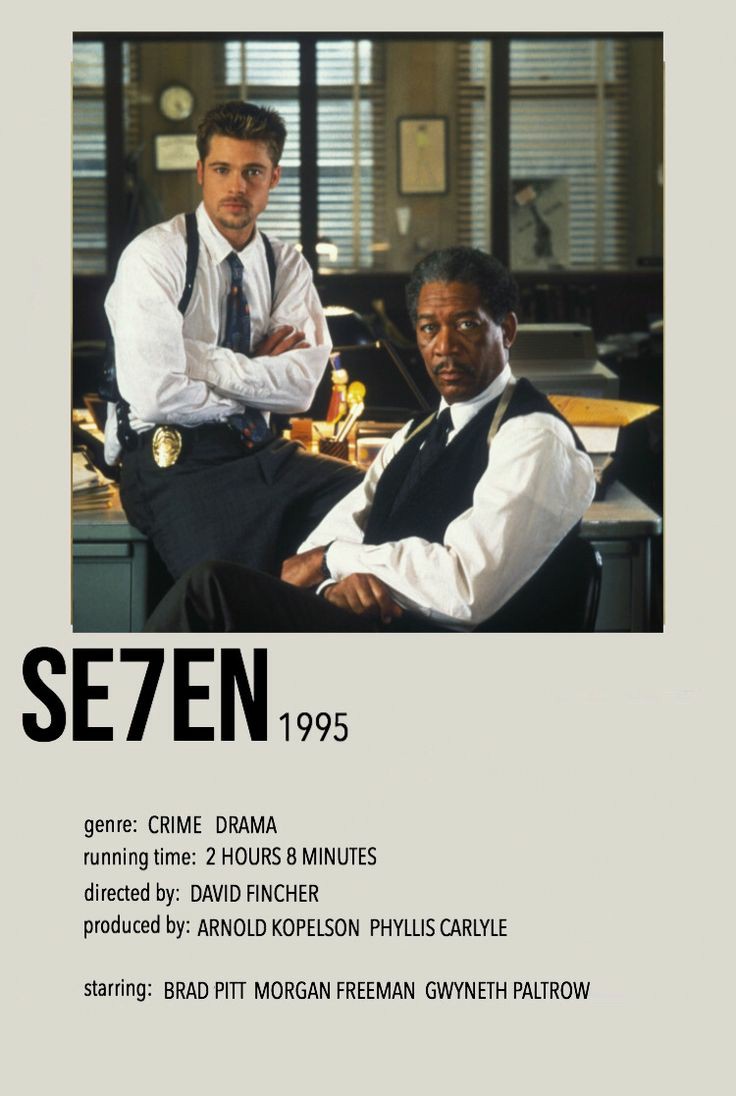 SE7EN 1995
genre: CRIME DRAMA
running time: 2 HOURS 8 MINUTES
directed by: DAVID FINCHER
produced by: ARNOLD KOPELSON PHYLLIS CARLYLE
starring: BRAD PITT MORGAN FREEMAN GWYNETH PALTROW